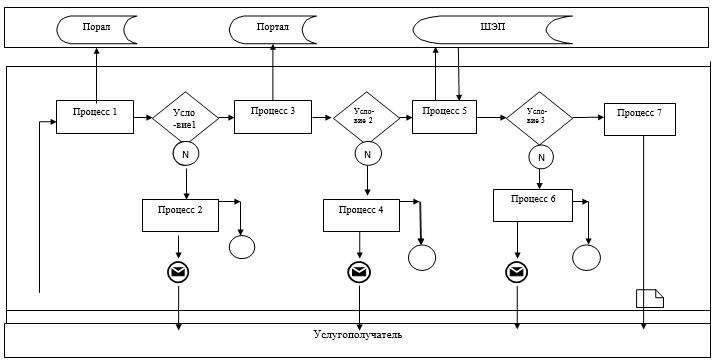 Порал
Портал
ШЭП
Процесс 1
Усло
-вие1
Процесс 3
Усло-
вие 2
Процесс 5
Усло-
вие 3
Процесс 7
N
N
N
Процесс 2
Процесс 4
Процесс 6
Услугополучатель